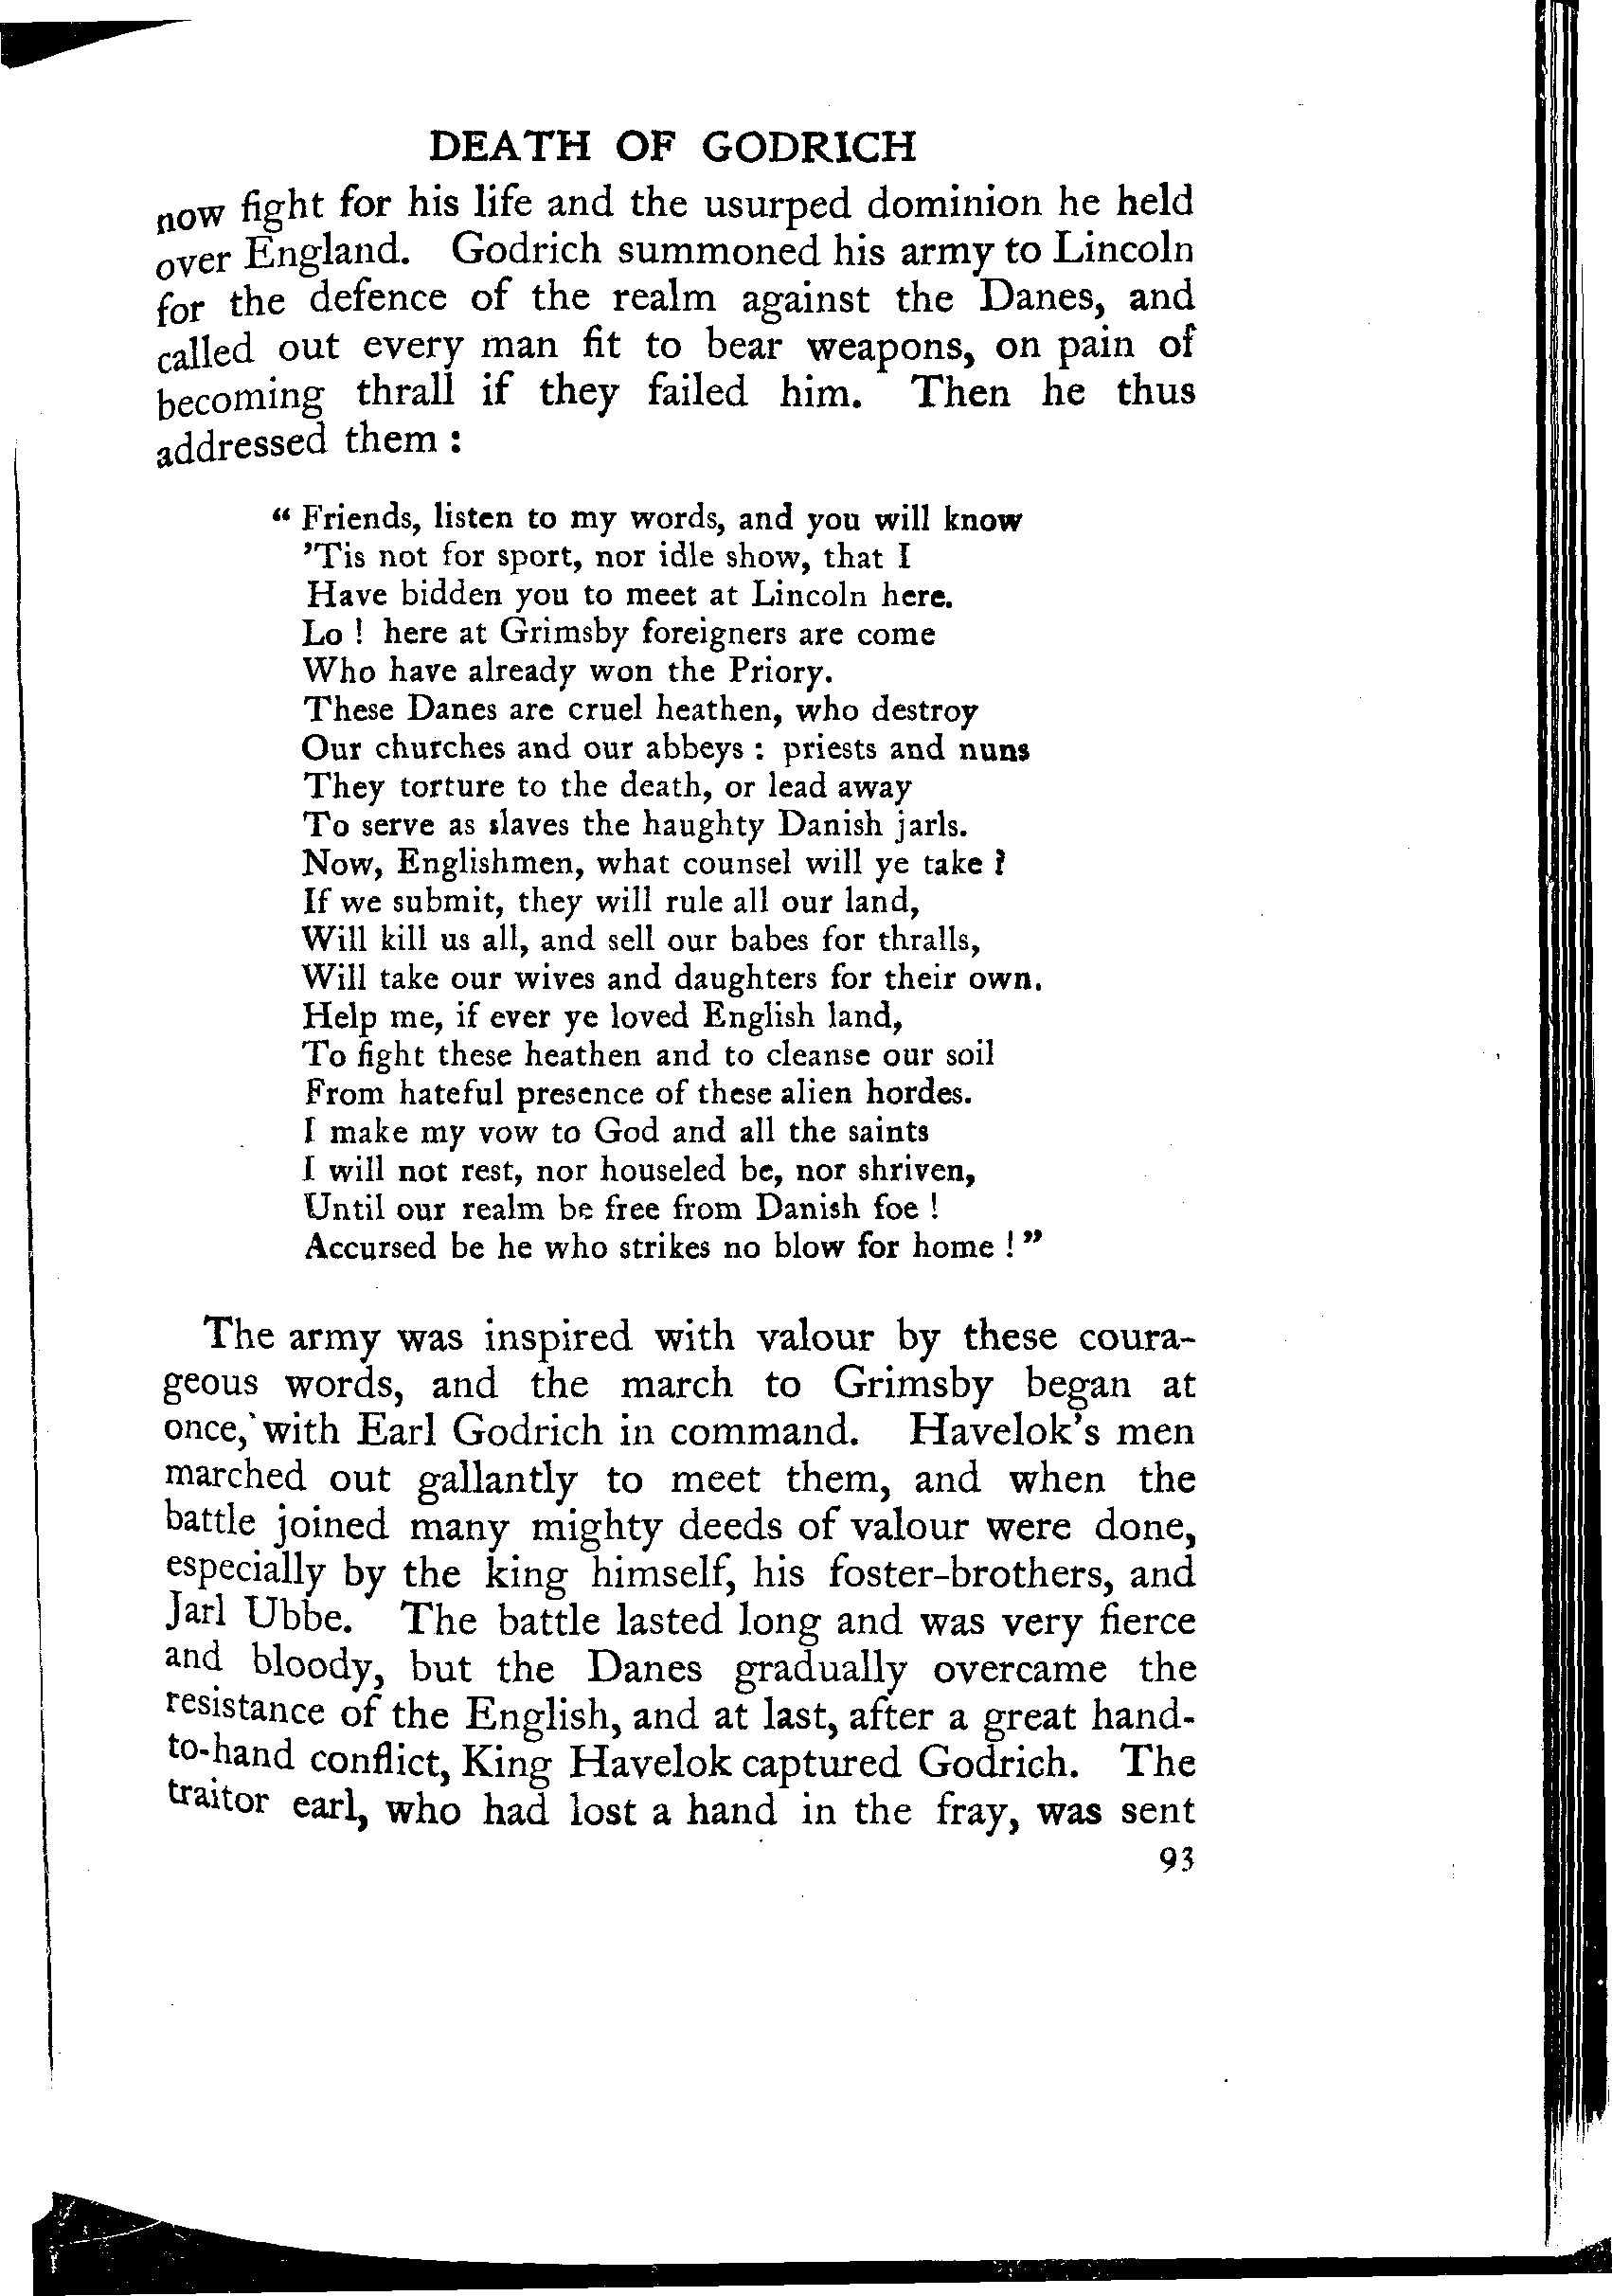 DEATH OF GODRICH
now fight for his life and the usurped dominion he held
over England. Godrich summoned his army to Lincoln
for the defence of the realm against the Danes, and
called out every man fit to bear weapons, on pain of
becoming thrall if they failed him. Then he thus
addressed them :
“ Friends, listen to my words, and you will know
’Tis not for sport, nor idle show, that I
Have bidden you to meet at Lincoln here.
Lo ! here at Grimsby foreigners are come
Who have already won the Priory.
These Danes are cruel heathen, who destroy
Our churches and our abbeys : priests and nuns
They torture to the death, or lead away
To serve as slaves the haughty Danish jarls.
Now, Englishmen, what counsel will ye take ?
If we submit, they will rule all our land,
Will kill us all, and sell our babes for thralls,
Will take our wives and daughters for their own.
Help me, if ever ye loved English land,
To fight these heathen and to cleanse our soil
From hateful presence of these alien hordes.
I make my vow to God and all the saints
I will not rest, nor houseled be, nor shriven,
Until our realm be free from Danish foe !
Accursed be he who strikes no blow for home ! ”
The army was inspired with valour by these coura-
geous words, and the march to Grimsby began at
once, with Earl Godrich in command. Havelok’s men
marched out gallantly to meet them, and when the
battle joined many mighty deeds of valour were done,
especially by the king himself, his foster-brothers, and
Jarl Ubbe. The battle lasted long and was very fierce
and bloody, but the Danes gradually overcame the
resistance of the English, and at last, after a great hand-
to-hand conflict, King Havelok captured Godrich. The
traitor earl, who had lost a hand in the fray, was sent
93